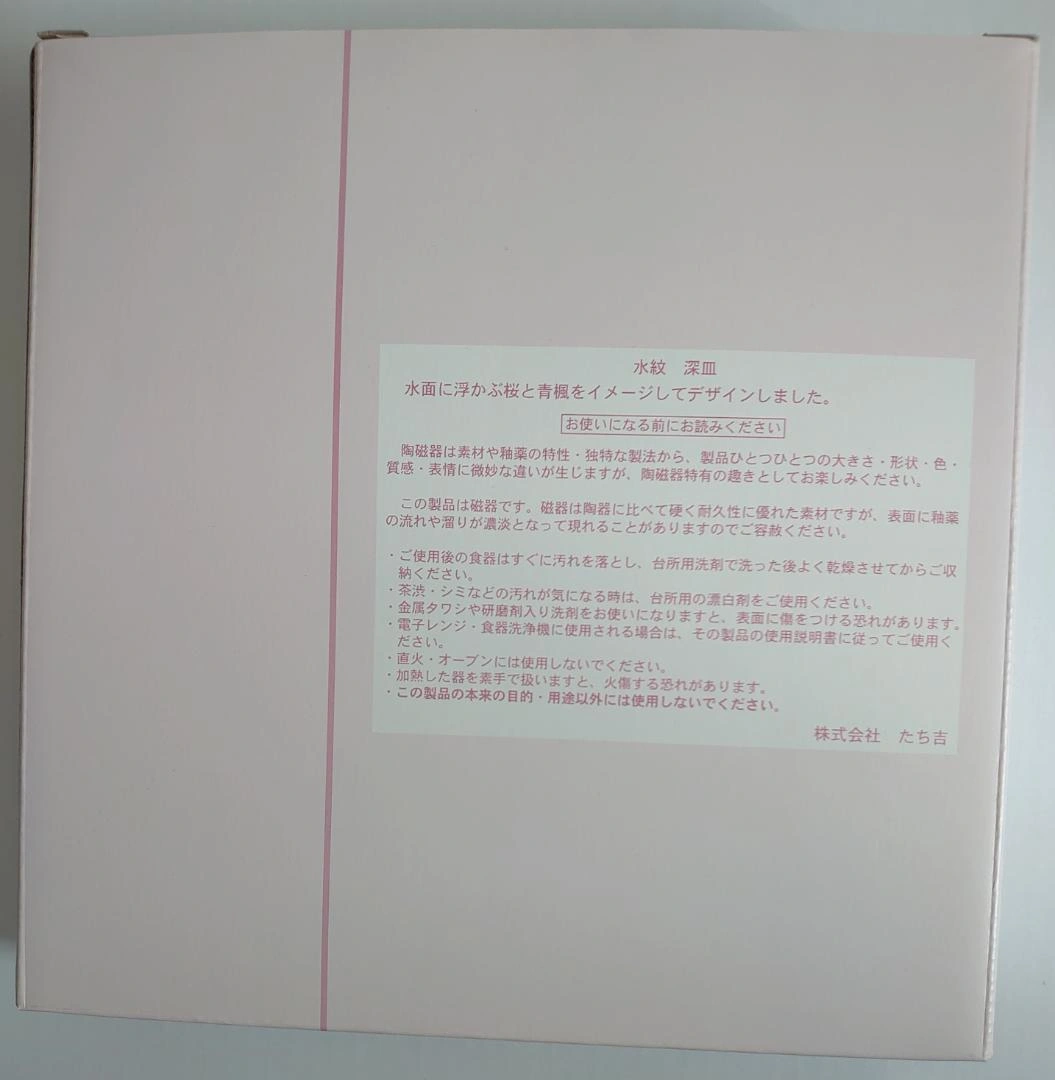 水紋　深皿
水面に浮かぶ桜と青楓をイメージしてデザインしました。
お使いになる前にお読みください
陶磁器は素材や釉薬の特性・独特な製法から、製品ひとつひとつの大きさ・形状・色・
質感・表情に微妙な違いが生じますが、陶磁器特有の趣きとしてお楽しみください。
この製品は磁器です。磁器は陶器に比べて硬く耐久性に優れた素材ですが、表面に釉薬
の流れや溜りが濃淡となって現れることがありますのでご容赦ください。
・ご使用後の食器はすぐに汚れを落とし、台所用洗剤で洗った後よく乾燥させてからご収
納ください。
・茶渋・シミなどの汚れが気になる時は、台所用の漂白剤をご使用ください。
・金属タワシや研磨剤入り洗剤をお使いになりますと、表面に傷をつける恐れがあります。
・電子レンジ・食器洗浄機に使用される場合は、その製品の使用説明書に従ってご使用く
ださい。
・直火・オーブンには使用しないでください。
・加熱した器を素手で扱いますと、火傷する恐れがあります。
・この製品の本来の目的・用途以外には使用しないでください。
株式会社　たち吉